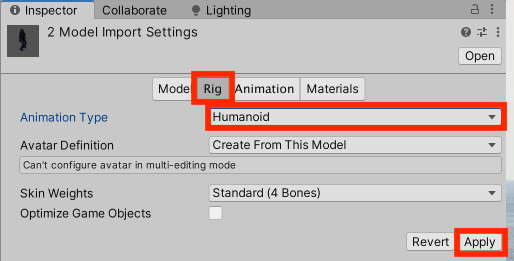 Inspector Collaborate Lighting
2 Model Import Settings
Open
Model Rig Animation Materials
Animation Type Humanoid
Avatar Definition Create From This Model
Can't configure avatar in multi-editing mode
Skin Weights Standard (4 Bones)
Optimize Game Objects
Revert Apply